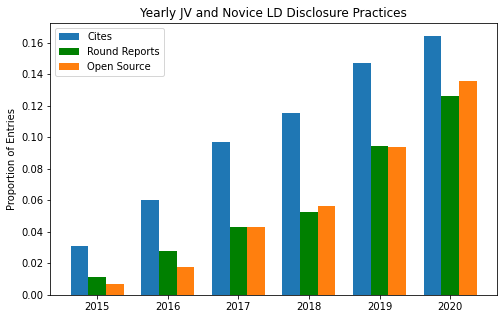 Yearly JV and Novice LD Disclosure Practices
Cites
Round Reports
Open Source
Proportion of Entries
0.16
0.14
0.12
0.10
0.08
0.06
0.04
0.02
0.00
2015 2016 2017 2018 2019 2020